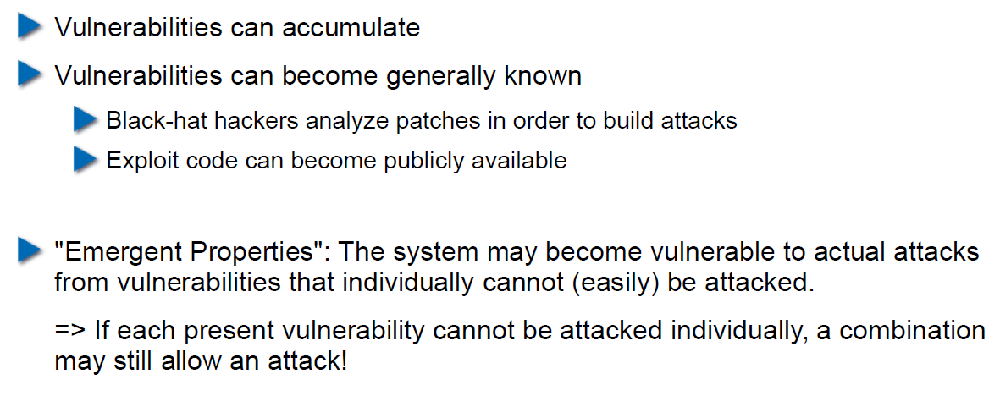 Vulnerabilities can accumulate
Vulnerabilities can become generally known
Black-hat hackers analyze patches in order to build attacks
Exploit code can become publicly available
"Emergent Properties": The system may become vulnerable to actual attacks
from vulnerabilities that individually cannot (easily) be attacked.
=> If each present vulnerability cannot be attacked individually, a combination
may still allow an attack!